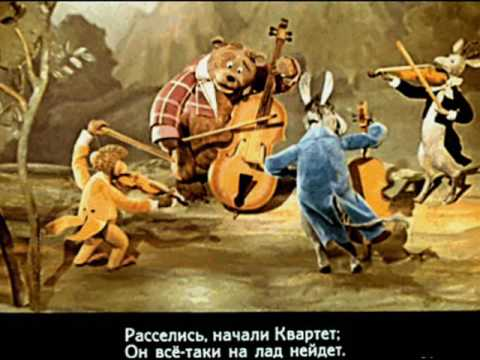 Расселись, начали Квартет;
Он всё-таки на лад нейдет.